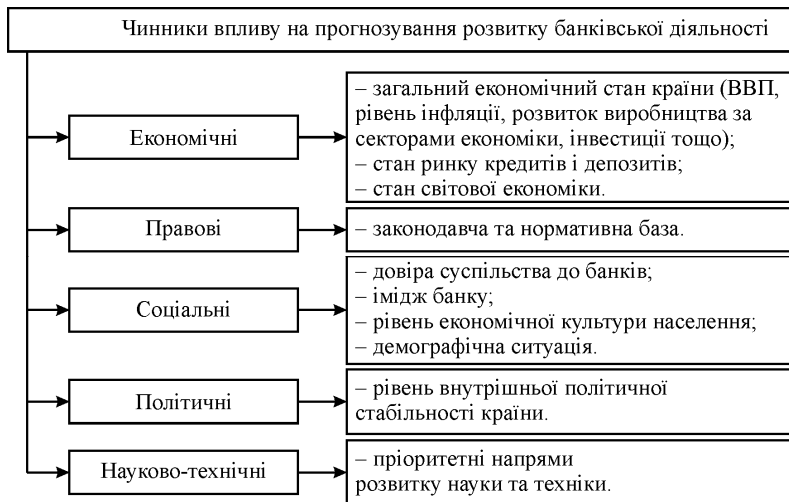 Чинники впливу на прогнозування розвитку банківської діяльності
Економічні
– загальний економічний стан країни (ВВП,
рівень інфляції, розвиток виробництва за
секторами економіки, інвестиції тощо);
– стан ринку кредитів і депозитів;
– стан світової економіки.
Правові
– законодавча та нормативна база.
Соціальні
– довіра суспільства до банків;
– імідж банку;
– рівень економічної культури населення;
– демографічна ситуація.
Політичні
– рівень внутрішньої політичної
стабільності країни.
Науково-технічні
– пріоритетні напрями
розвитку науки та техніки.